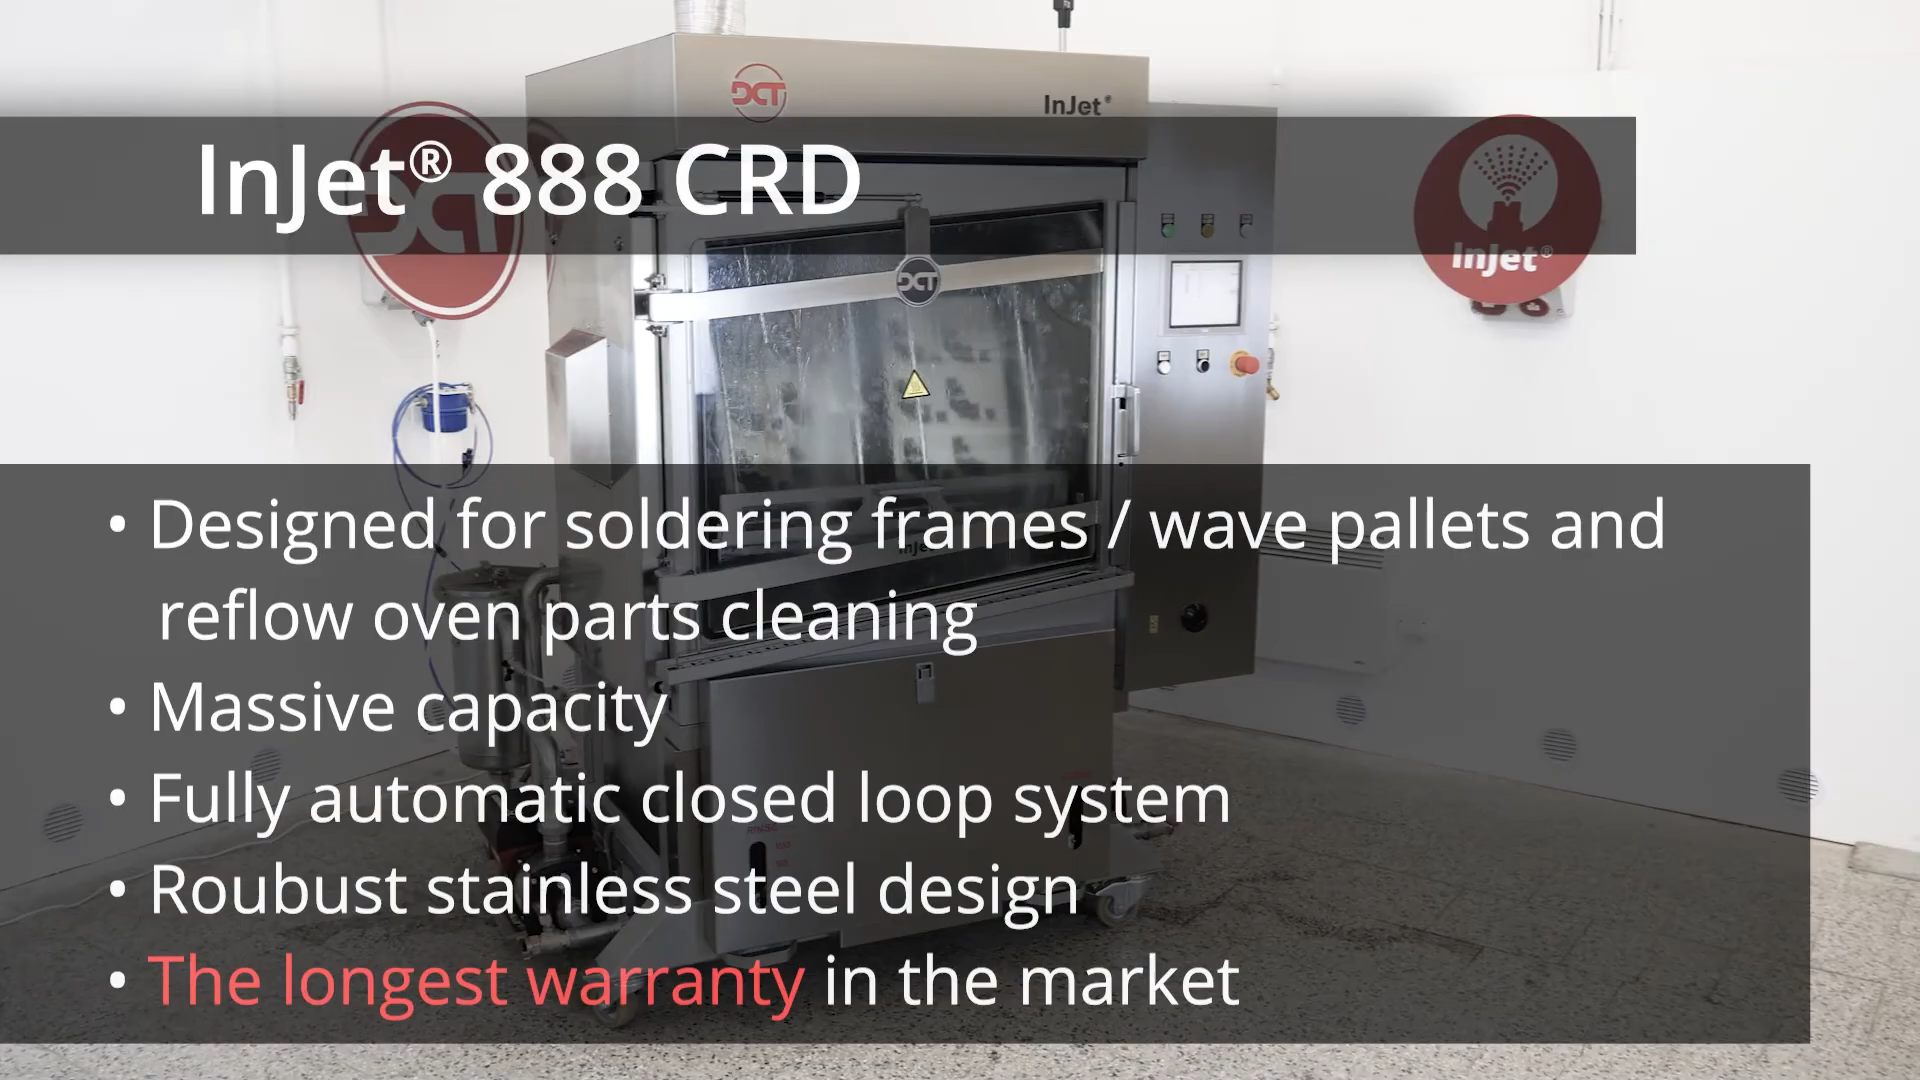 DCT
InJet®
InJet® 888 CRD
DCT
InJet®
DCT
• Designed for soldering frames / wave pallets and
reflow oven parts cleaning
• Massive capacity
• Fully automatic closed loop system
• Roubust stainless steel design
• The longest warranty in the market